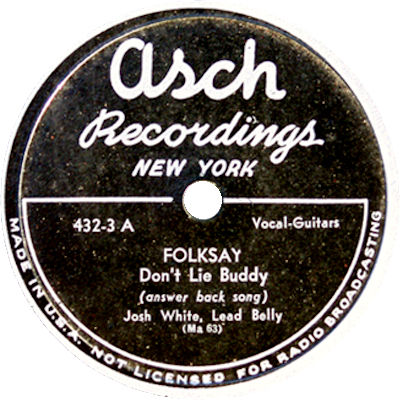 asch
Recordings
NEW YORK
432-3 A
Vocal-Guitars
FOLKSAY
Don't Lie Buddy
(answer back song)
Josh White, Lead Belly
(Ma 63)
MADE IN U.S.A. NOT LICENSED FOR RADIO BROADCASTING